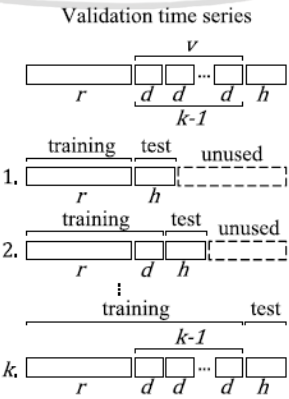 Validation time series
v
r d d ... d h
k-1
training test unused
1.
r h
training test unused
2.
r d h
⋮
training test
k-1
k. ...
r d d d h